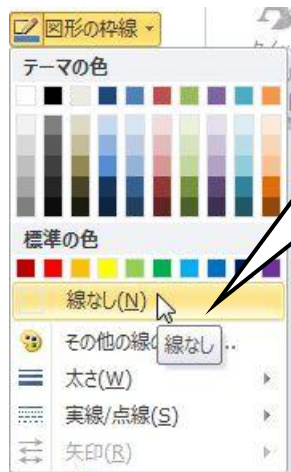 図形の枠線
テーマの色
標準の色
線なし(N)
その他の線の
線なし
..
太さ(W)
実線/点線(S)
矢印(R)